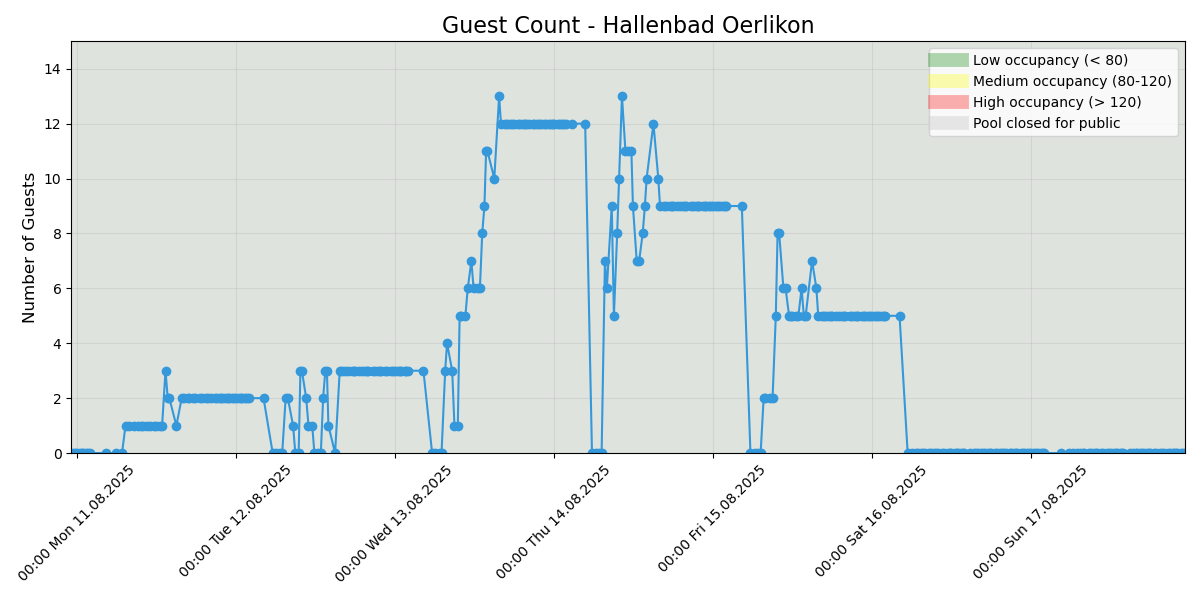 Guest Count - Hallenbad Oerlikon
Low occupancy (< 80)
Medium occupancy (80-120)
High occupancy (> 120)
Pool closed for public
Number of Guests
14
12
10
8
6
4
2
0
00:00 Mon 11.08.2025
00:00 Tue 12.08.2025
00:00 Wed 13.08.2025
00:00 Thu 14.08.2025
00:00 Fri 15.08.2025
00:00 Sat 16.08.2025
00:00 Sun 17.08.2025